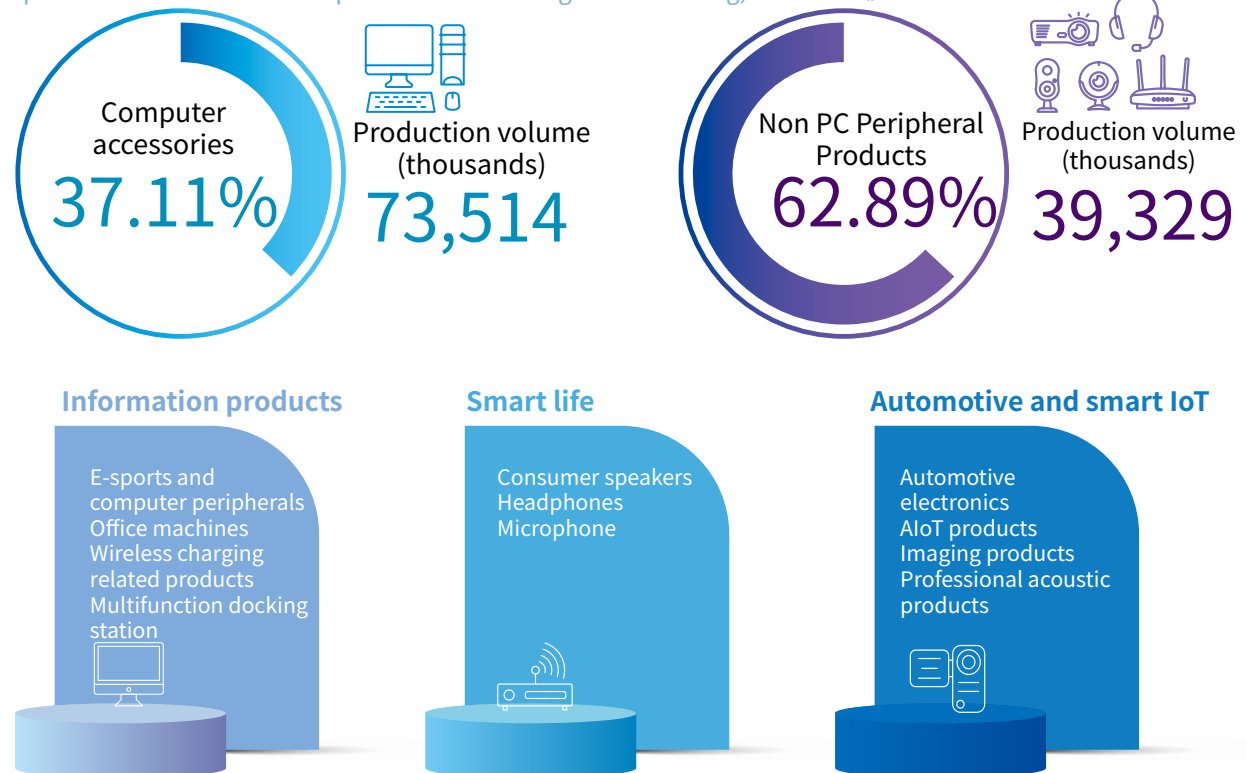 Computer
accessories
37.11%
Production volume
(thousands)
73,514
Non PC Peripheral
Products
62.89%
Production volume
(thousands)
39,329
Information products
E-sports and
computer peripherals
Office machines
Wireless charging
related products
Multifunction docking
station
Smart life
Consumer speakers
Headphones
Microphone
Automotive and smart IoT
Automotive
electronics
AIoT products
Imaging products
Professional acoustic
products